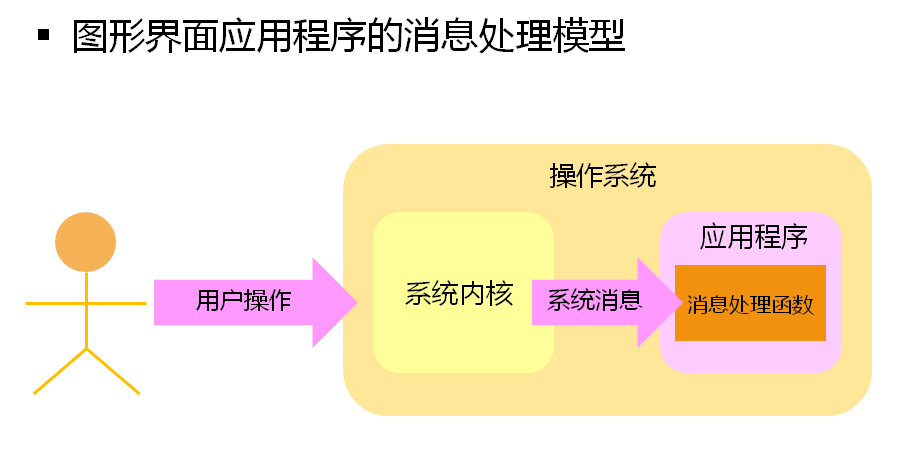 ▪ 图形界面应用程序的消息处理模型
操作系统
应用程序
用户操作
系统内核
系统消息
消息处理函数